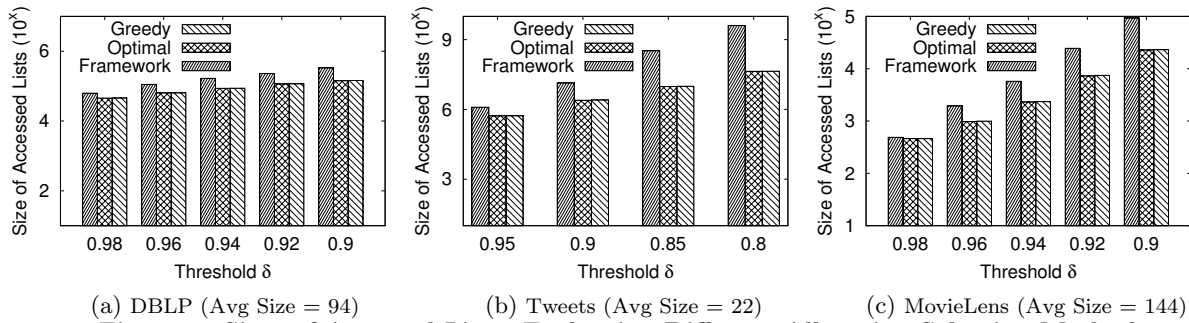 Size of Accessed Lists (10^x)
6
4
2
Greedy
Optimal
Framework
0.98 0.96 0.94 0.92 0.9
Threshold δ
(a) DBLP (Avg Size = 94)
Size of Accessed Lists (10^x)
9
6
3
Greedy
Optimal
Framework
0.95 0.9 0.85 0.8
Threshold δ
(b) Tweets (Avg Size = 22)
Size of Accessed Lists (10^x)
5
4
3
2
1
Greedy
Optimal
Framework
0.98 0.96 0.94 0.92 0.9
Threshold δ
(c) MovieLens (Avg Size = 144)